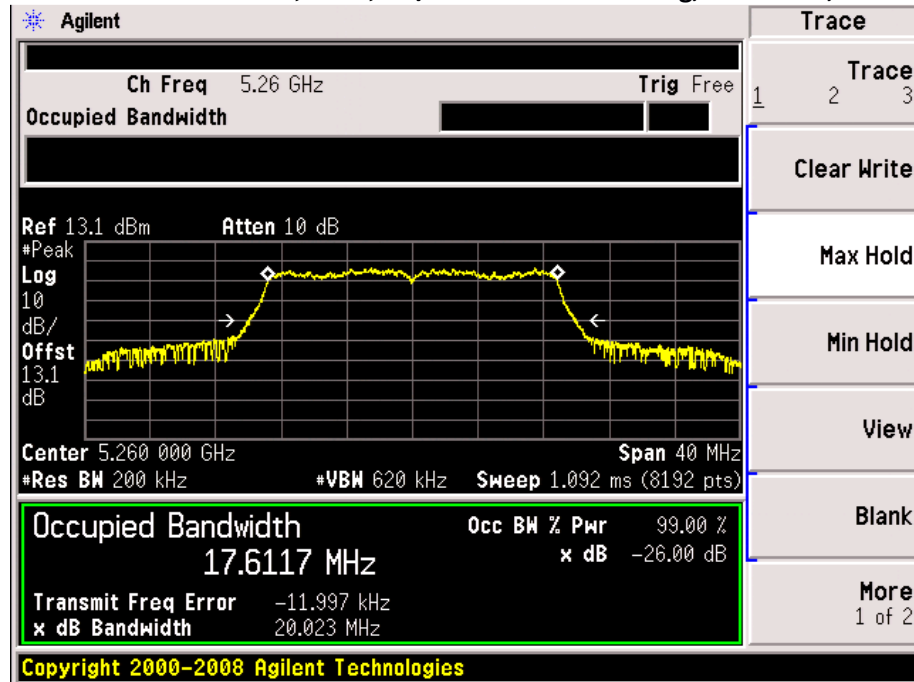 Agilent
Trace
Ch Freq 5.26 GHz Trig Free
Occupied Bandwidth
Trace
1 2 3
Clear Write
Ref 13.1 dBm Atten 10 dB
#Peak
Log
10
dB/
Offst
13.1
dB
Max Hold
Min Hold
View
Center 5.260 000 GHz Span 40 MHz
#Res BW 200 kHz #VBW 620 kHz Sweep 1.092 ms (8192 pts)
Occupied Bandwidth
17.6117 MHz
Occ BW % Pwr 99.00 %
x dB -26.00 dB
Transmit Freq Error -11.997 kHz
x dB Bandwidth 20.023 MHz
Blank
More
1 of 2
Copyright 2000-2008 Agilent Technologies